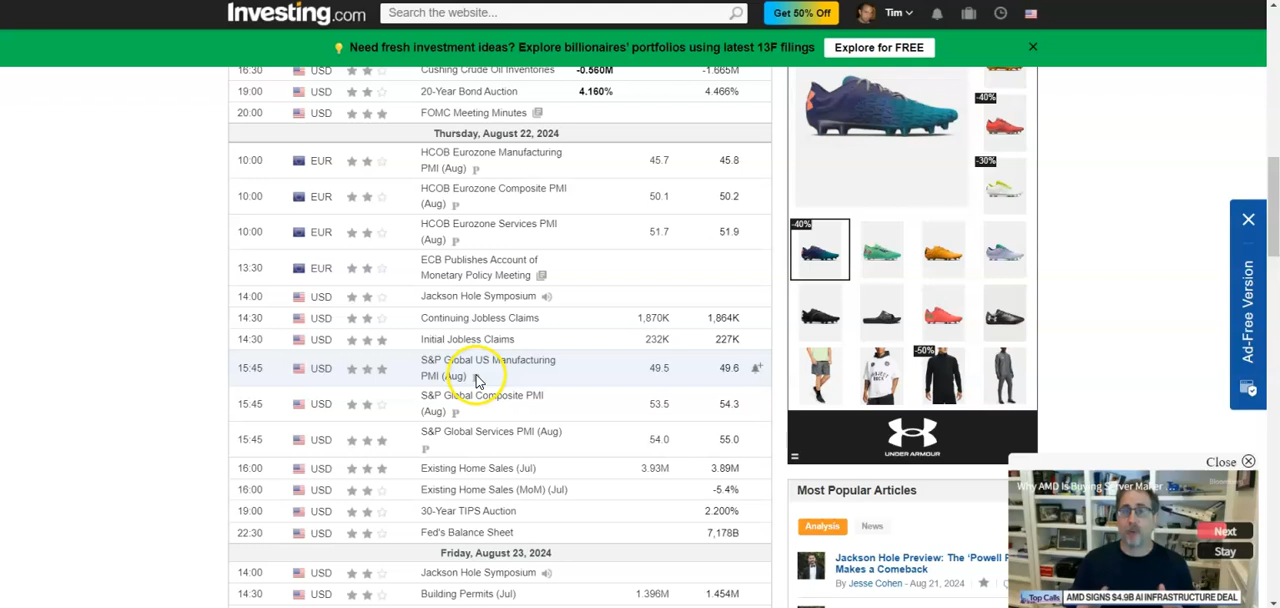 Investing.com
Search the website...
Get 50% Off
Tim
Need fresh investment ideas? Explore billionaires' portfolios using latest 13F filings
Explore for FREE
16:30 USD Cushing Crude Oil Inventories -0.560M -1.665M
19:00 USD 20-Year Bond Auction 4.160% 4.466%
20:00 USD FOMC Meeting Minutes
Thursday, August 22, 2024
10:00 EUR HCOB Eurozone Manufacturing PMI (Aug) P 45.7 45.8
10:00 EUR HCOB Eurozone Composite PMI (Aug) P 50.1 50.2
10:00 EUR HCOB Eurozone Services PMI (Aug) P 51.7 51.9
13:30 EUR ECB Publishes Account of Monetary Policy Meeting
14:00 USD Jackson Hole Symposium
14:30 USD Continuing Jobless Claims 1,870K 1,864K
14:30 USD Initial Jobless Claims 232K 227K
15:45 USD S&P Global US Manufacturing PMI (Aug) 49.5 49.6
15:45 USD S&P Global Composite PMI (Aug) P 53.5 54.3
15:45 USD S&P Global Services PMI (Aug) P 54.0 55.0
16:00 USD Existing Home Sales (Jul) 3.93M 3.89M
16:00 USD Existing Home Sales (MoM) (Jul) -5.4%
19:00 USD 30-Year TIPS Auction 2.200%
22:30 USD Fed's Balance Sheet 7,178B
Friday, August 23, 2024
14:00 USD Jackson Hole Symposium
14:30 USD Building Permits (Jul) 1.396M 1.454M
-40%
-30%
-40%
-50%
UNDER ARMOUR
Ad-Free Version
Most Popular Articles
Analysis
News
Jackson Hole Preview: The 'Powell P
Makes a Comeback
By Jesse Cohen - Aug 21, 2024
Close
Why AMD Is Buying Server Maker
Bloomberg
Next
Stay
Top Calls
AMD SIGNS $4.9B AI INFRASTRUCTURE DEAL